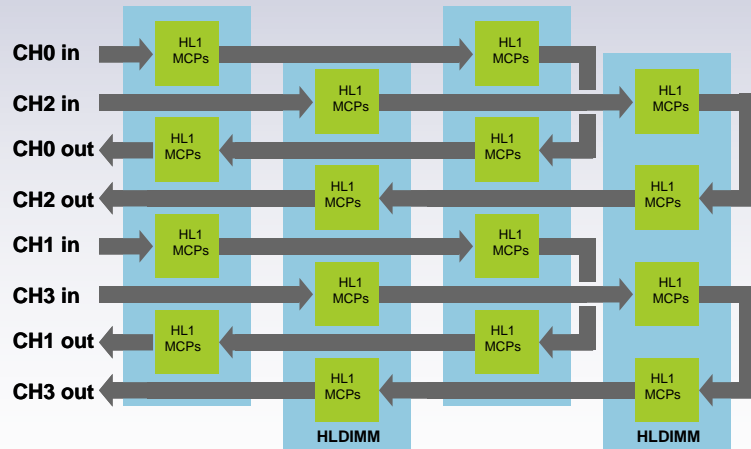 CH0 in
HL1
MCPs
HL1
MCPs
CH2 in
HL1
MCPs
HL1
MCPs
CH0 out
HL1
MCPs
HL1
MCPs
CH2 out
HL1
MCPs
HL1
MCPs
CH1 in
HL1
MCPs
HL1
MCPs
CH3 in
HL1
MCPs
HL1
MCPs
CH1 out
HL1
MCPs
HL1
MCPs
CH3 out
HL1
MCPs
HL1
MCPs
HLDIMM
HLDIMM